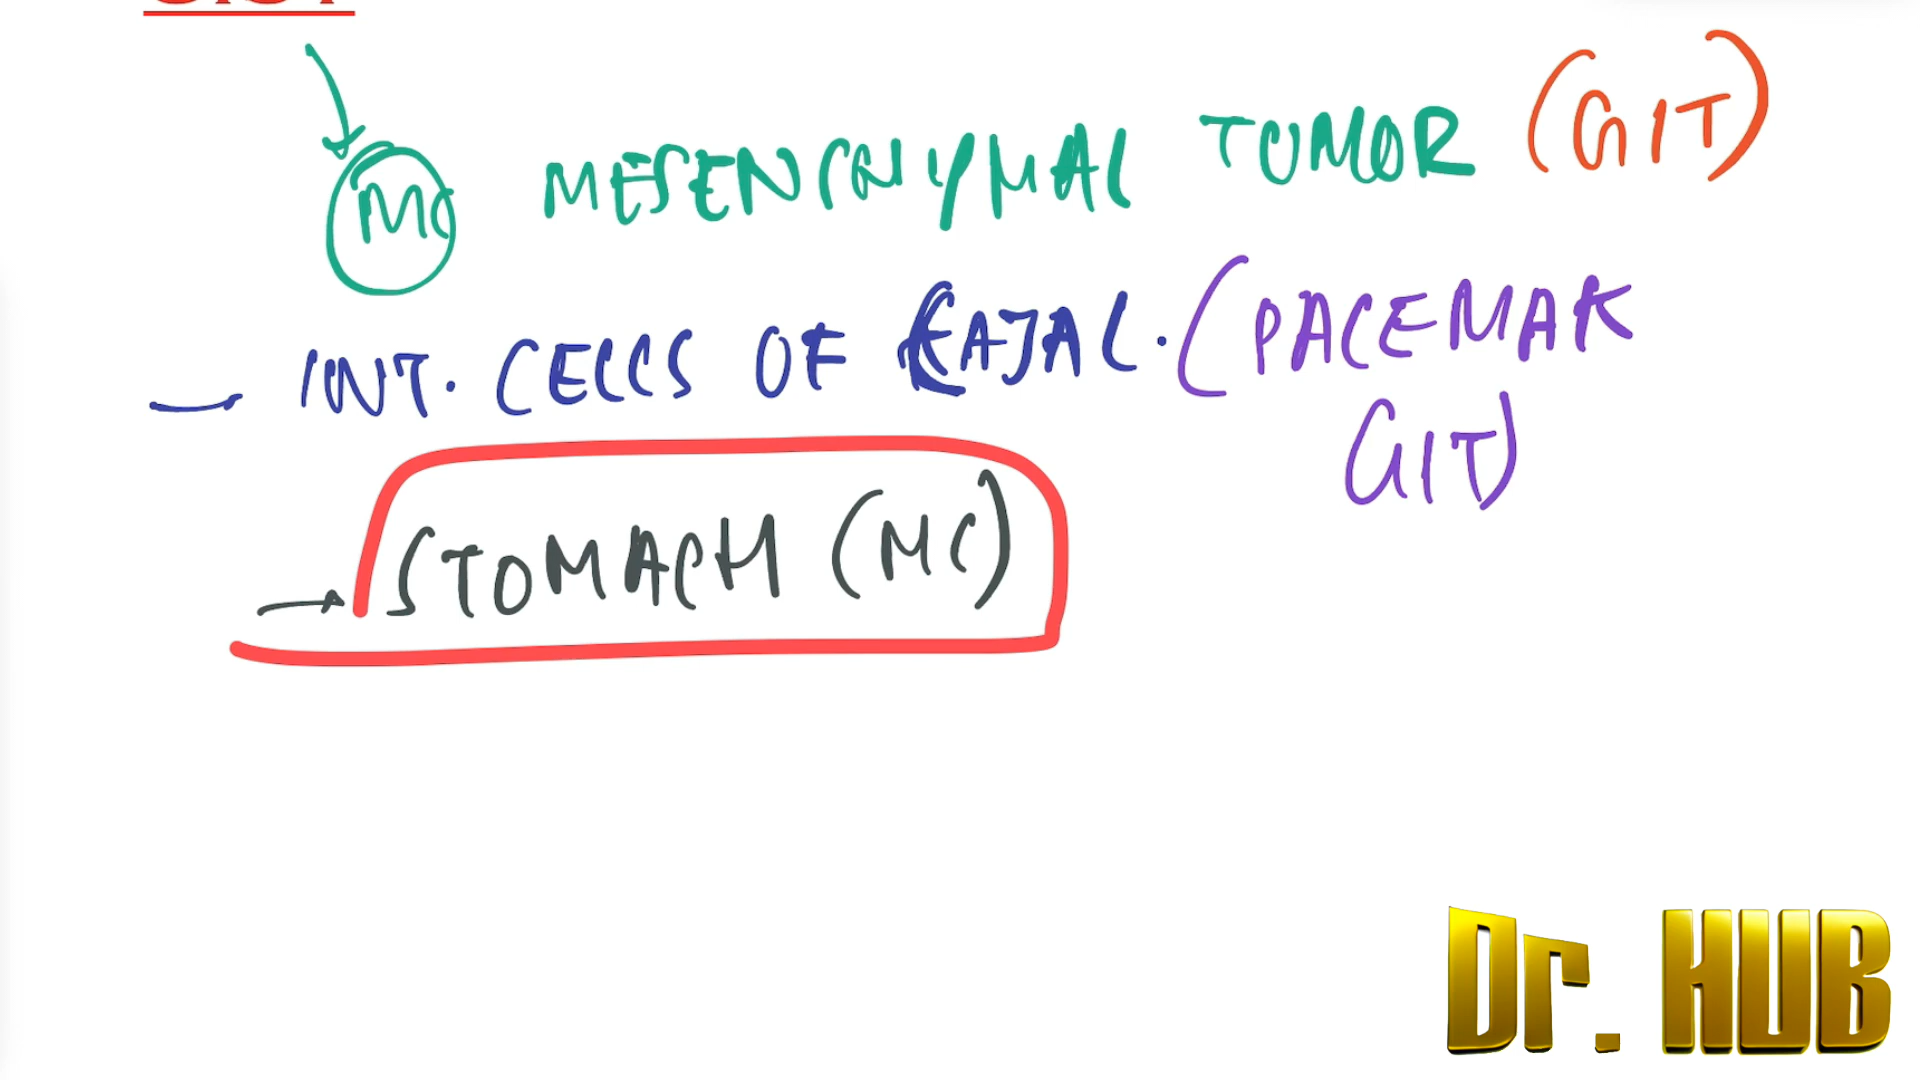 MC MESENCHYMAL TUMOR (GIT)
- INT. CELLS OF CAJAL. (PACEMAK
GIT)
→ STOMACH (MC)
Dr. HUB